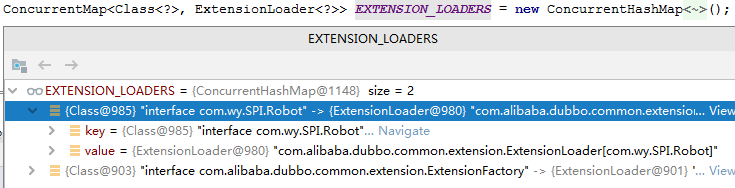 ConcurrentMap<Class<?>, ExtensionLoader<?>> EXTENSION_LOADERS = new ConcurrentHashMap<~>();
EXTENSION_LOADERS
EXTENSION_LOADERS = {ConcurrentHashMap@1148} size = 2
{Class@985} "interface com.wy.SPI.Robot" -> {ExtensionLoader@980} "com.alibaba.dubbo.common.extensio... View
key = {Class@985} "interface com.wy.SPI.Robot"... Navigate
value = {ExtensionLoader@980} "com.alibaba.dubbo.common.extension.ExtensionLoader[com.wy.SPI.Robot]"
{Class@903} "interface com.alibaba.dubbo.common.extension.ExtensionFactory" -> {ExtensionLoader@901} "... View